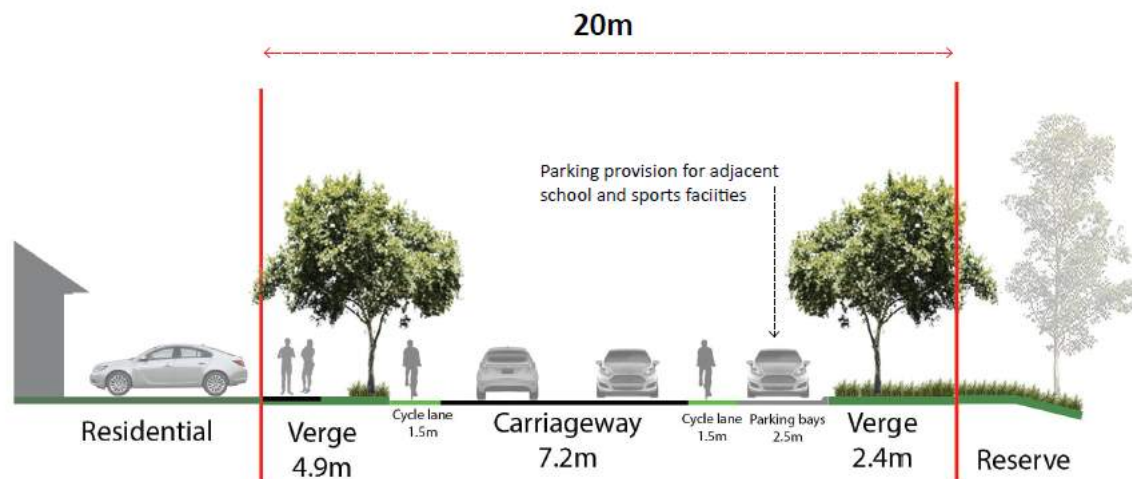 20m
Parking provision for adjacent
school and sports faciities
Residential
Verge
4.9m
Cycle lane
1.5m
Carriageway
7.2m
Cycle lane
1.5m
Parking bays
2.5m
Verge
2.4m
Reserve